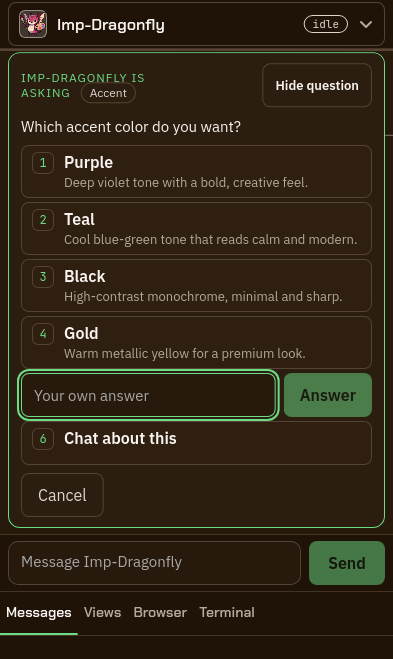 Imp-Dragonfly
idle
IMP-DRAGONFLY IS
ASKING Accent
Hide question
Which accent color do you want?
1 Purple
Deep violet tone with a bold, creative feel.
2 Teal
Cool blue-green tone that reads calm and modern.
3 Black
High-contrast monochrome, minimal and sharp.
4 Gold
Warm metallic yellow for a premium look.
Your own answer
Answer
6 Chat about this
Cancel
Message Imp-Dragonfly
Send
Messages Views Browser Terminal